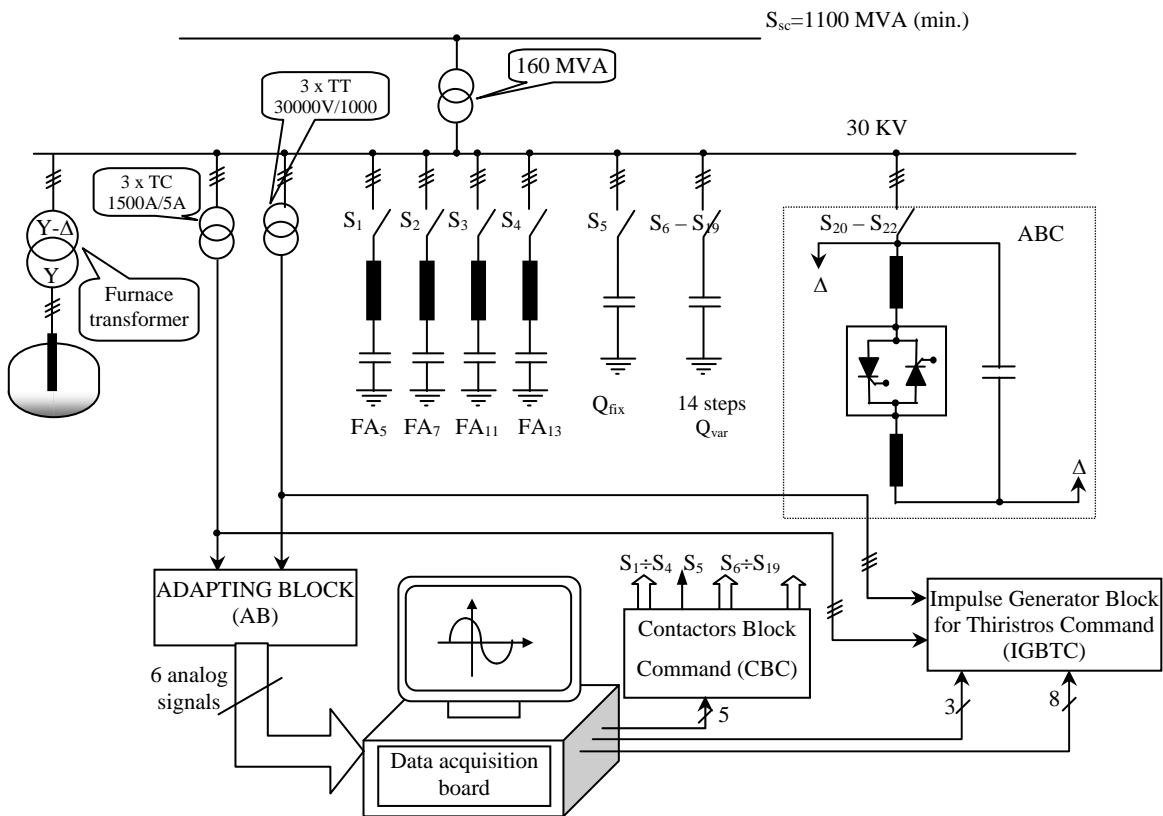 S_sc=1100 MVA (min.)
160 MVA
3 x TT
30000V/1000
30 KV
3 x TC
1500A/5A
Y-Δ
Y
Furnace
transformer
S₁
S₂
S₃
S₄
S₅
S₆ – S₁₉
S₂₀ – S₂₂
ABC
Δ
Δ
FA₅
FA₇
FA₁₁
FA₁₃
Q_fix
14 steps
Q_var
ADAPTING BLOCK
(AB)
6 analog
signals
S₁÷S₄
S₅
S₆÷S₁₉
Contactors Block
Command (CBC)
Impulse Generator Block
for Thiristros Command
(IGBTC)
5
3
8
Data acquisition
board